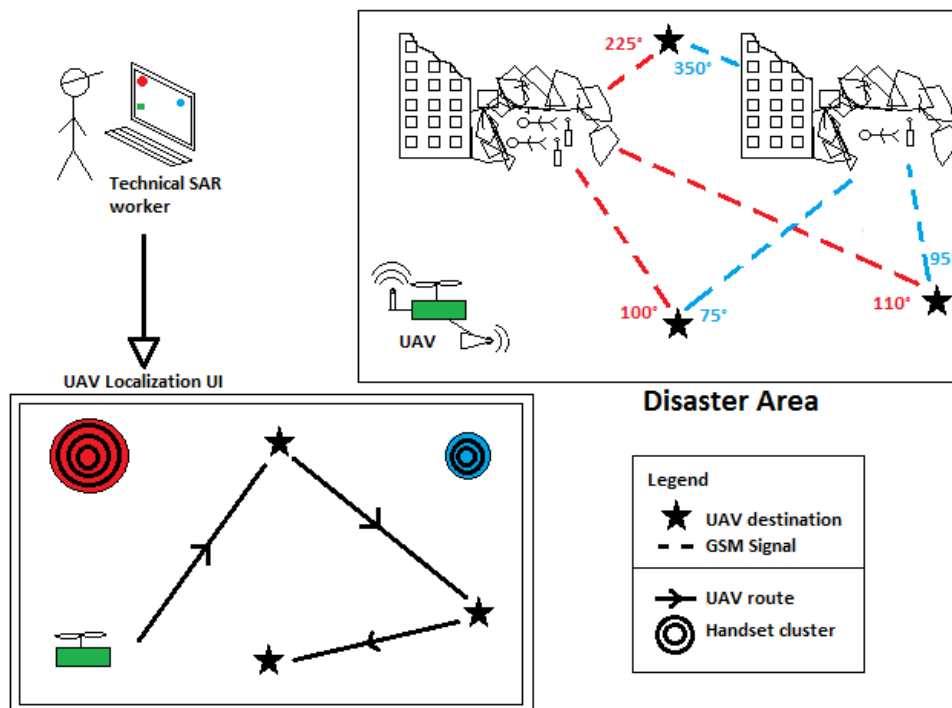 225°
350°
Technical SAR
worker
95
100°
75°
110°
UAV
UAV Localization UI
Disaster Area
Legend
UAV destination
GSM Signal
UAV route
Handset cluster